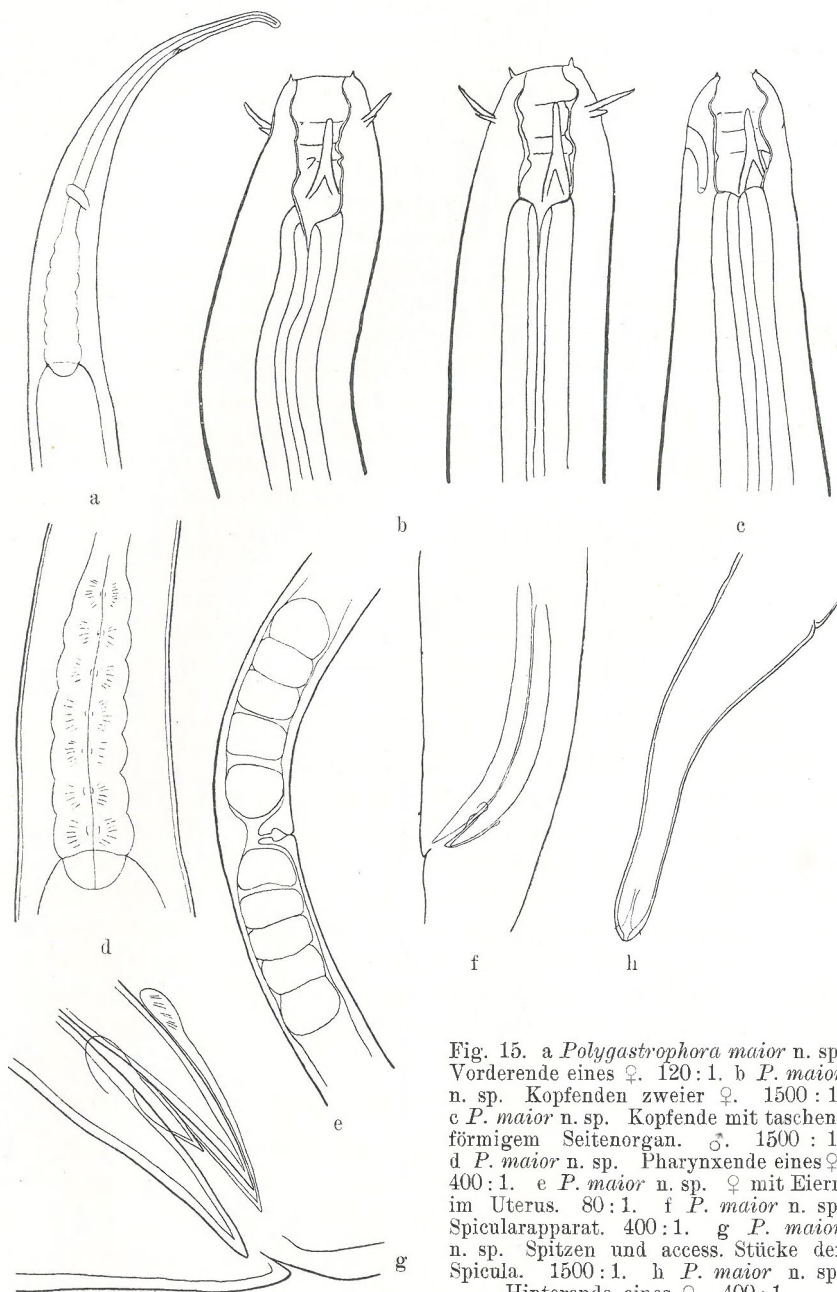 a
b
c
d
e
f
h
g
Fig. 15. a Polygastrophora maior n. sp
Vorderende eines ♀. 120 : 1. b P. maior
n. sp. Kopfenden zweier ♀. 1500 : 1
c P. maior n. sp. Kopfende mit taschen
förmigem Seitenorgan. ♂. 1500 : 1
d P. maior n. sp. Pharynxende eines ♀
400 : 1. e P. maior n. sp. ♀ mit Eiern
im Uterus. 80 : 1. f P. maior n. sp
Spicularapparat. 400 : 1. g P. maior
n. sp. Spitzen und access. Stücke der
Spicula. 1500 : 1. h P. maior n. sp
Hinterende eines ♀. 400 : 1